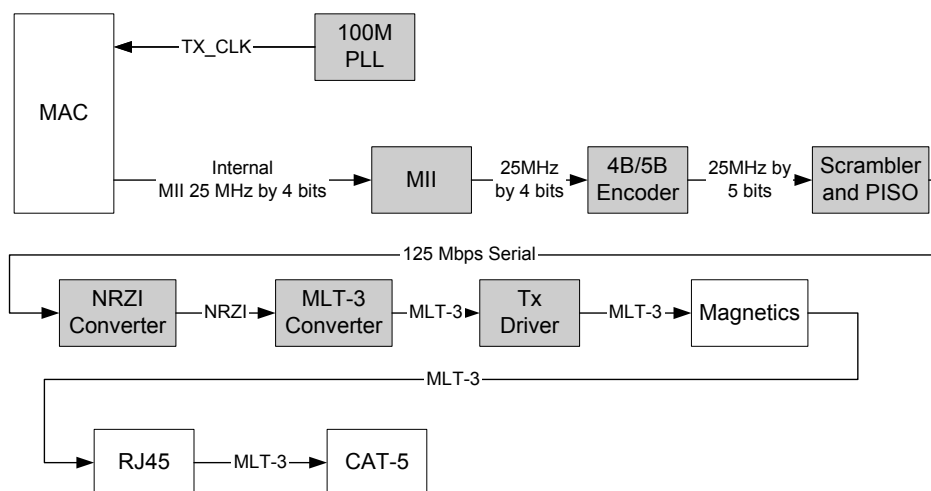 100M
PLL
TX_CLK
MAC
Internal
MII 25 MHz by 4 bits
MII
25MHz
by 4 bits
4B/5B
Encoder
25MHz by
5 bits
Scrambler
and PISO
125 Mbps Serial
NRZI
Converter
NRZI
MLT-3
Converter
MLT-3
Tx
Driver
MLT-3
Magnetics
MLT-3
RJ45
MLT-3
CAT-5